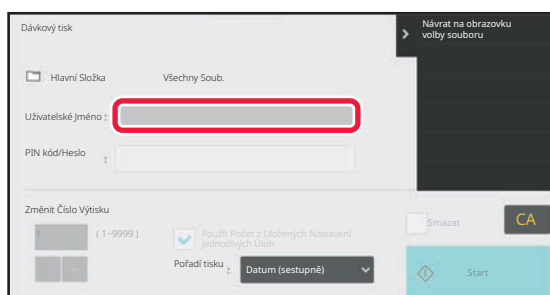 Dávkový tisk
Návrat na obrazovku
volby souboru
Hlavní Složka
Všechny Soub.
Uživatelské Jméno :
PIN kód/Heslo :
Změnit Číslo Výtisku
1
(1~9999)
Použít Počet z Uložených Nastavení
Jednotlivých Úloh.
Smazat
CA
Pořadí tisku :
Datum (sestupně)
Start